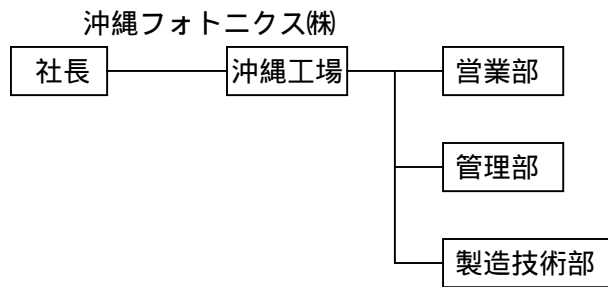 沖縄フォトニクス㈱
社長
沖縄工場
営業部
管理部
製造技術部